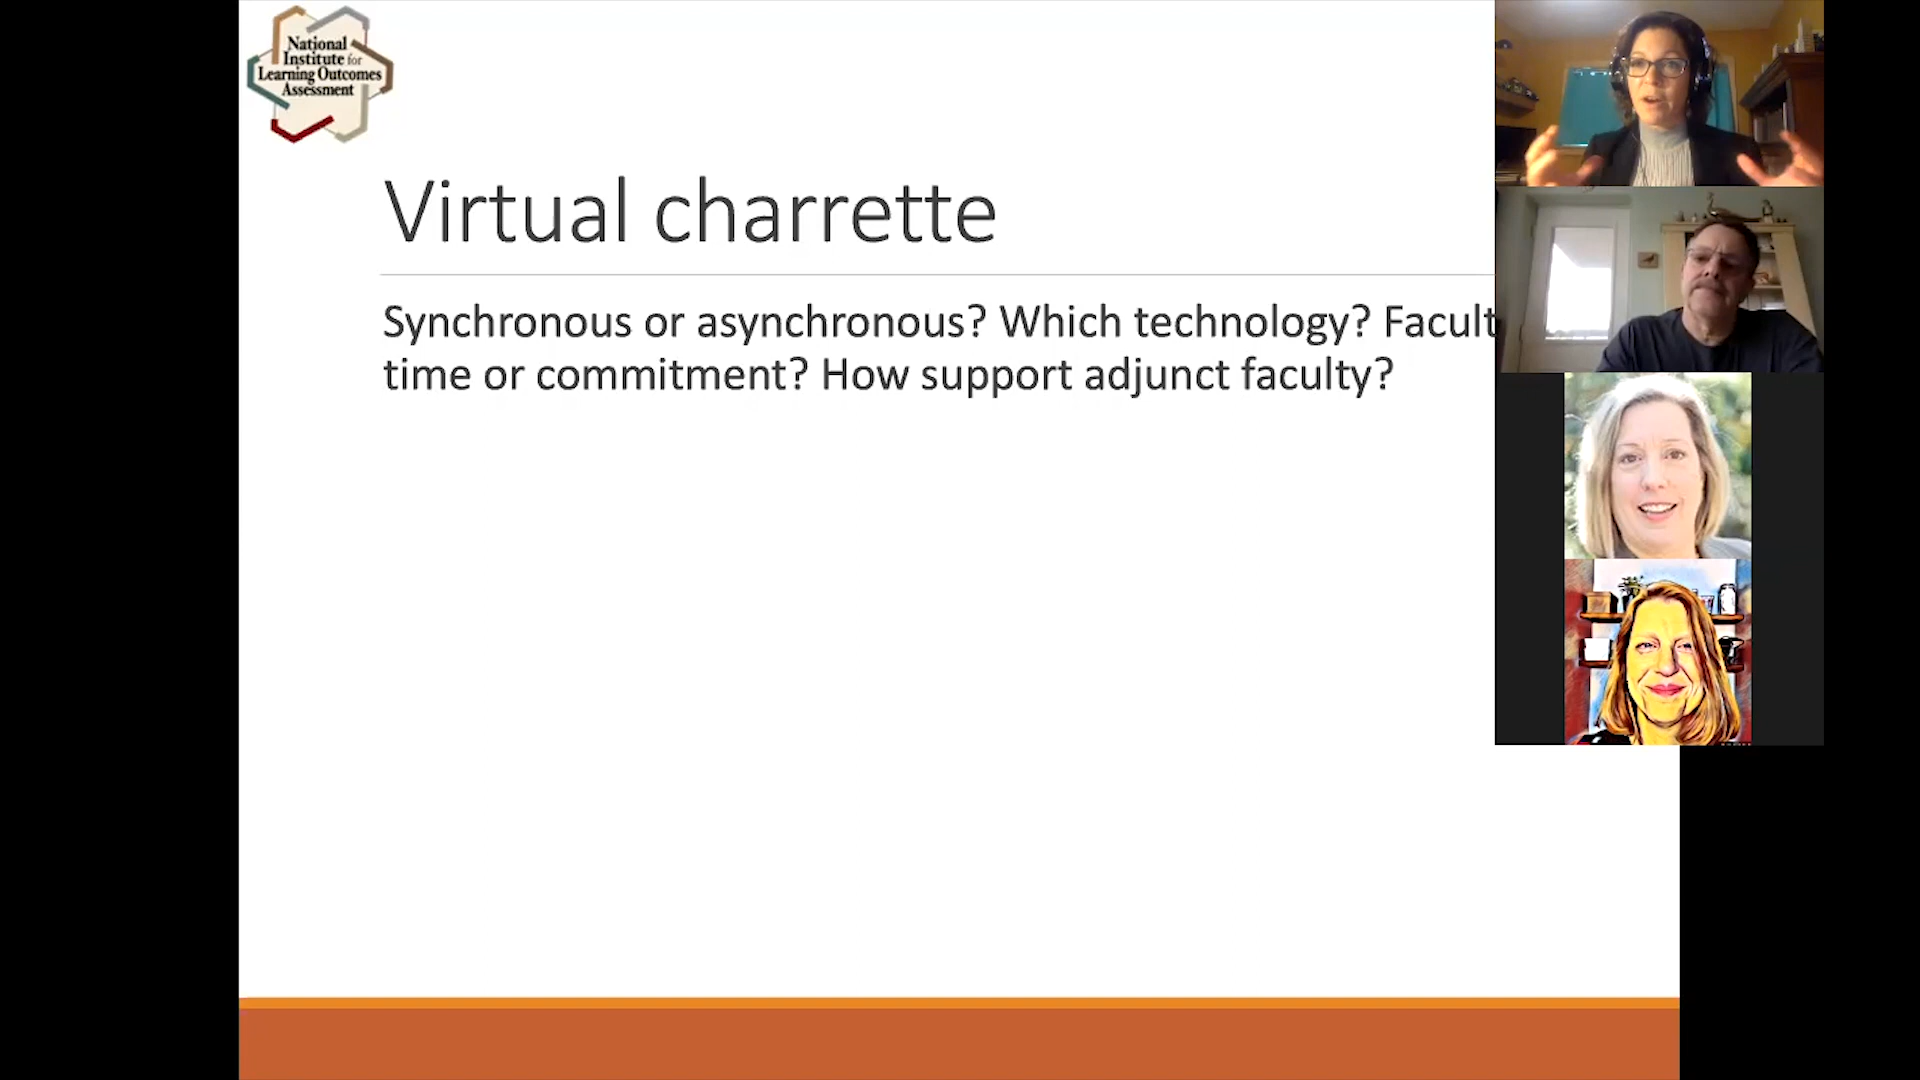 National
Institute for
Learning Outcomes
Assessment
Virtual charrette
Synchronous or asynchronous? Which technology? Facult
time or commitment? How support adjunct faculty?